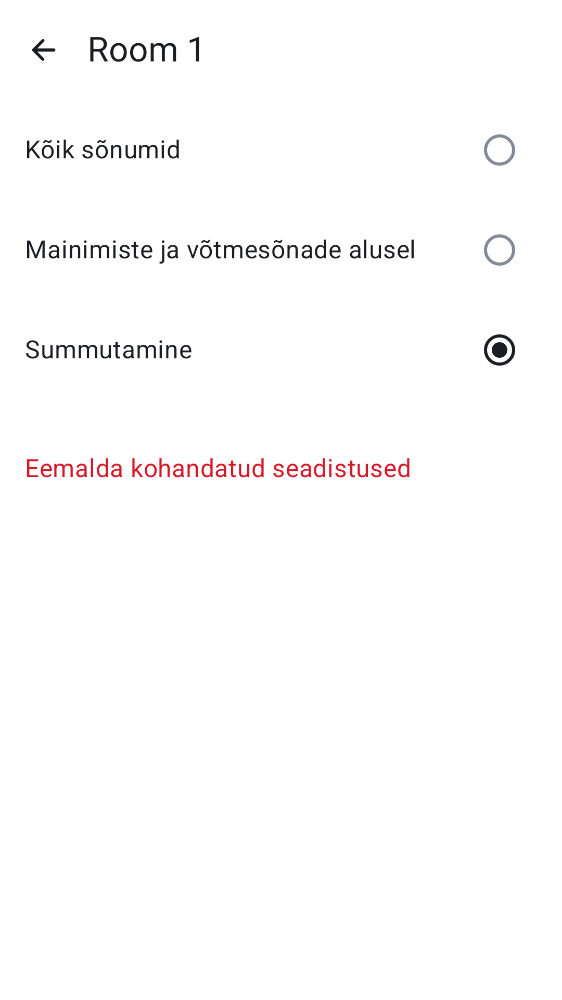 Room 1
Kõik sõnumid
Mainimiste ja võtmesõnade alusel
Summutamine
Eemalda kohandatud seadistused